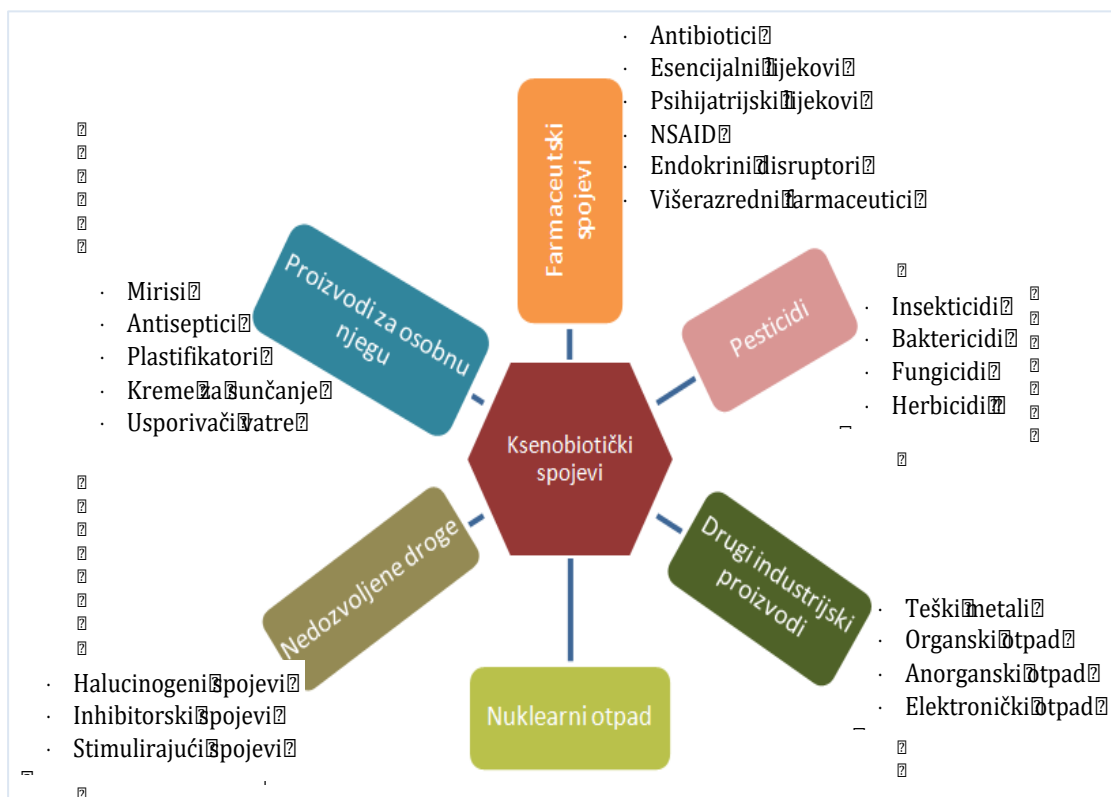 · Antibiotici
· Esencijalni lijekovi
· Psihijatrijski lijekovi
· NSAID
· Endokrini disruptori
· Višerazredni farmaceutici
Farmaceutski
spojevi
Proizvodi za osobnu
njegu
· Mirisi
· Antiseptici
· Plastifikatori
· Kreme za sunčanje
· Usporivači vatre
Pesticidi
· Insekticidi
· Baktericidi
· Fungicidi
· Herbicidi
Ksenobiotički
spojevi
Nedozvoljene droge
· Halucinogeni spojevi
· Inhibitorski spojevi
· Stimulirajući spojevi
Nuklearni otpad
Drugi industrijski
proizvodi
· Teški metali
· Organski otpad
· Anorganski otpad
· Elektronički otpad